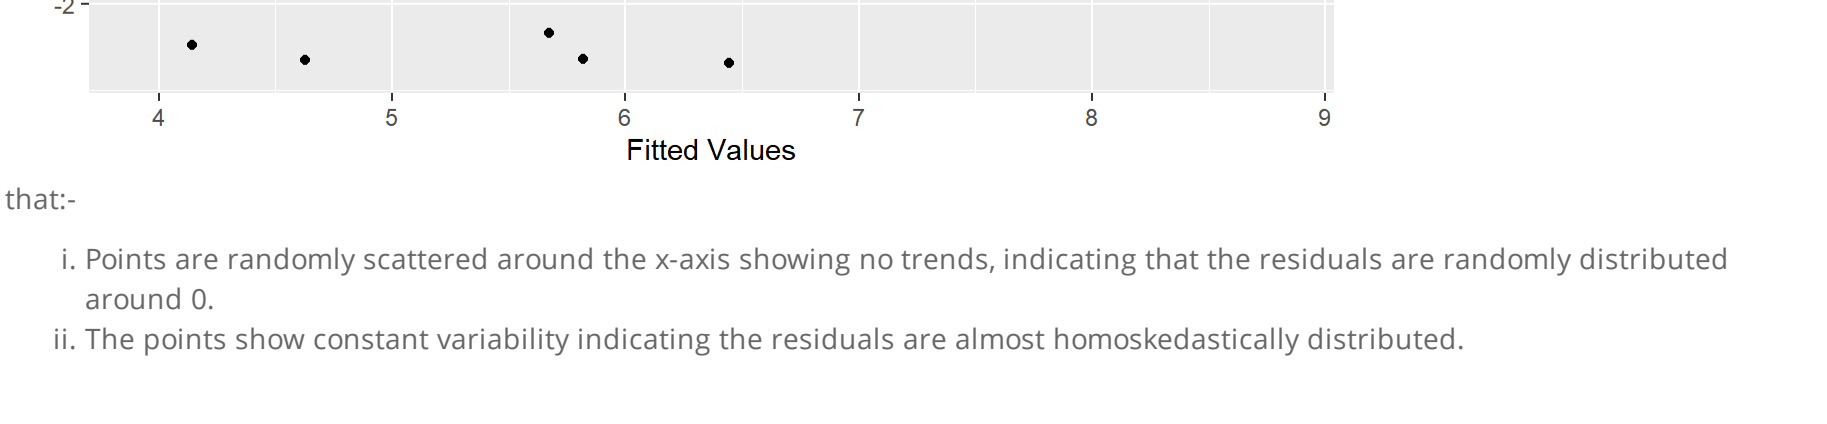 -2
4 5 6 7 8 9
Fitted Values
that:-
i. Points are randomly scattered around the x-axis showing no trends, indicating that the residuals are randomly distributed
around 0.
ii. The points show constant variability indicating the residuals are almost homoskedastically distributed.